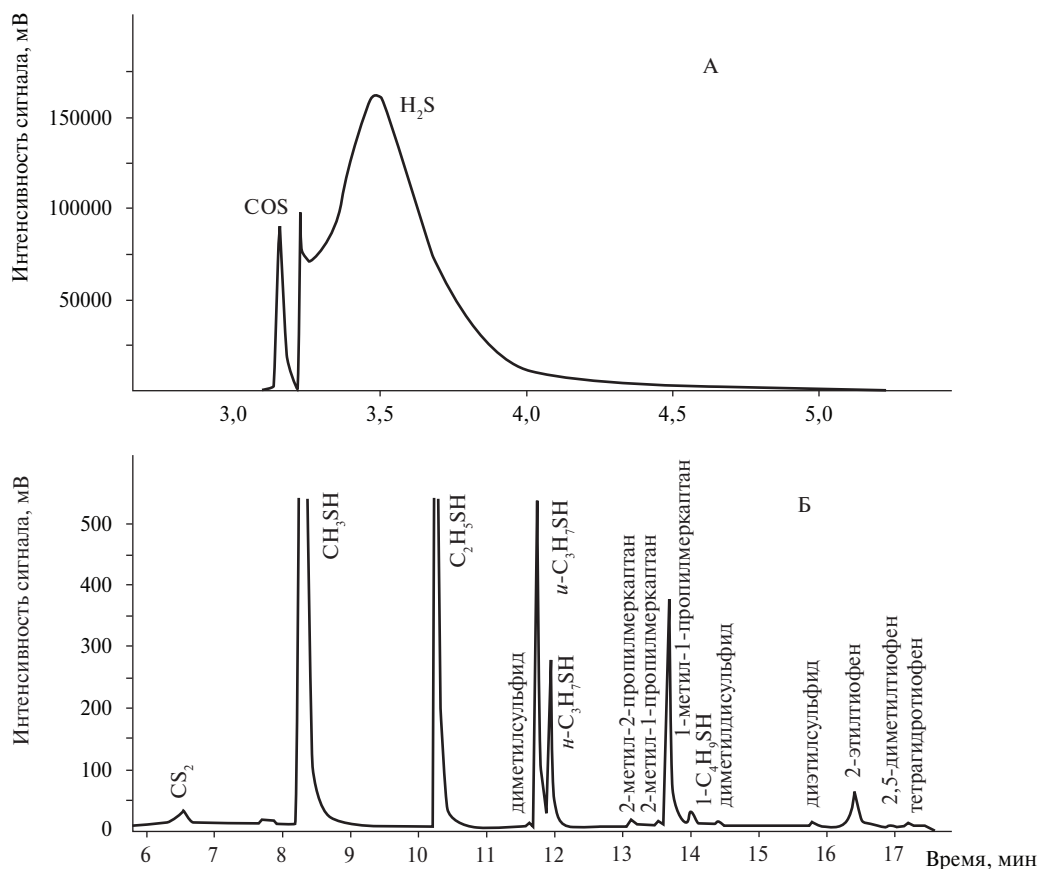 Интенсивность сигнала, мВ
А
150000
100000
50000
COS
H₂S
3,0 3,5 4,0 4,5 5,0
Интенсивность сигнала, мВ
Б
500
400
300
200
100
0
CS₂
CH₃SH
C₂H₅SH
диметилсульфид
и-C₃H₇SH
н-C₃H₇SH
2-метил-2-пропилмеркаптан
2-метил-1-пропилмеркаптан
1-метил-1-пропилмеркаптан
1-C₄H₉SH
диметилдисульфид
диэтилсульфид
2-этилтиофен
2,5-диметилтиофен
тетрагидротиофен
6 7 8 9 10 11 12 13 14 15 16 17 Время, мин